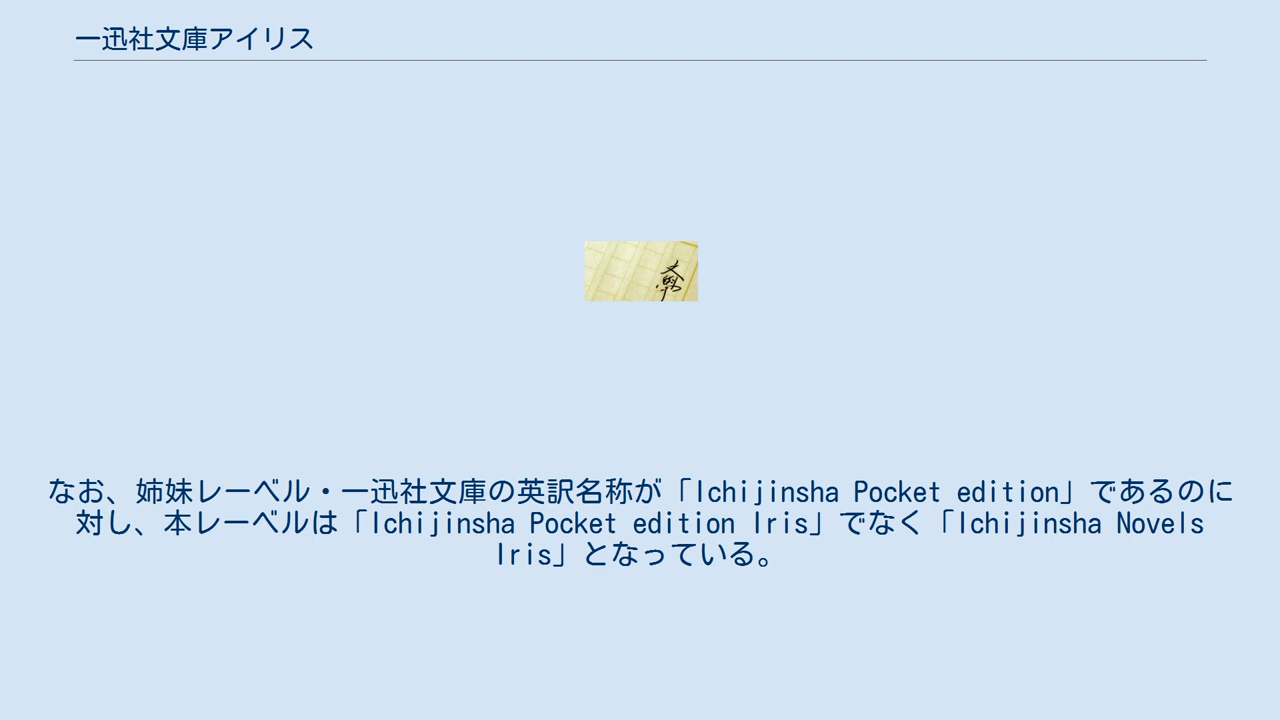 一迅社文庫アイリス
なお、姉妹レーベル・一迅社文庫の英訳名称が「Ichijinsha Pocket edition」であるのに
対し、本レーベルは「Ichijinsha Pocket edition Iris」でなく「Ichijinsha Novels
Iris」となっている。